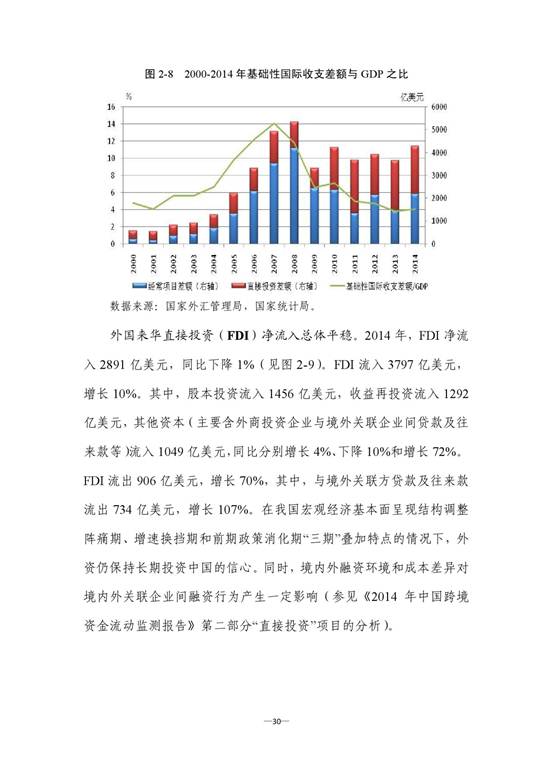 图 2-8 2000-2014 年基础性国际收支差额与 GDP 之比
% 亿美元
16 6000
14 5000
12
10 4000
8 3000
6 2000
4
2 1000
0 0
2000 2001 2002 2003 2004 2005 2006 2007 2008 2009 2010 2011 2012 2013 2014
经常项目差额（右轴） 直接投资差额（右轴） 基础性国际收支差额/GDP
数据来源：国家外汇管理局，国家统计局。
外国来华直接投资（FDI）净流入总体平稳。2014 年，FDI 净流
入 2891 亿美元，同比下降 1%（见图 2-9）。FDI 流入 3797 亿美元，
增长 10%。其中，股本投资流入 1456 亿美元，收益再投资流入 1292
亿美元，其他资本（主要含外商投资企业与境外关联企业间贷款及往
来款等）流入 1049 亿美元，同比分别增长 4%、下降 10%和增长 72%。
FDI 流出 906 亿美元，增长 70%，其中，与境外关联方贷款及往来款
流出 734 亿美元，增长 107%。在我国宏观经济基本面呈现结构调整
阵痛期、增速换挡期和前期政策消化期“三期”叠加特点的情况下，外
资仍保持长期投资中国的信心。同时，境内外融资环境和成本差异对
境内外关联企业间融资行为产生一定影响（参见《2014 年中国跨境
资金流动监测报告》第二部分“直接投资”项目的分析）。
—30—